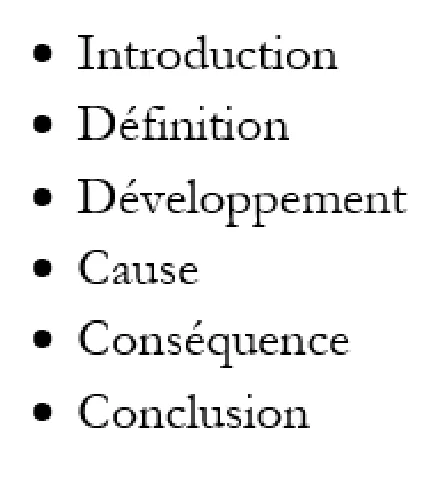 • Introduction
• Définition
• Développement
• Cause
• Conséquence
• Conclusion